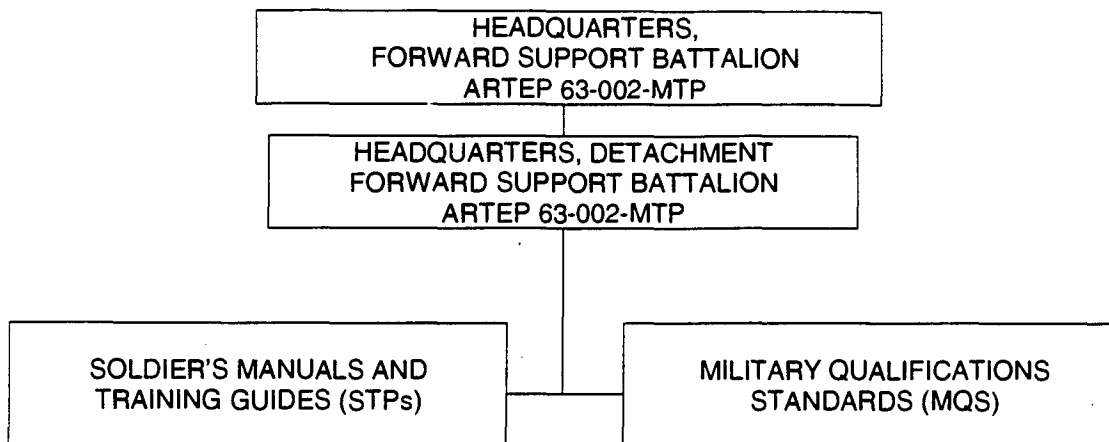 HEADQUARTERS,
FORWARD SUPPORT BATTALION
ARTEP 63-002-MTP
HEADQUARTERS, DETACHMENT
FORWARD SUPPORT BATTALION
ARTEP 63-002-MTP
SOLDIER'S MANUALS AND
TRAINING GUIDES (STPs)
MILITARY QUALIFICATIONS
STANDARDS (MQS)